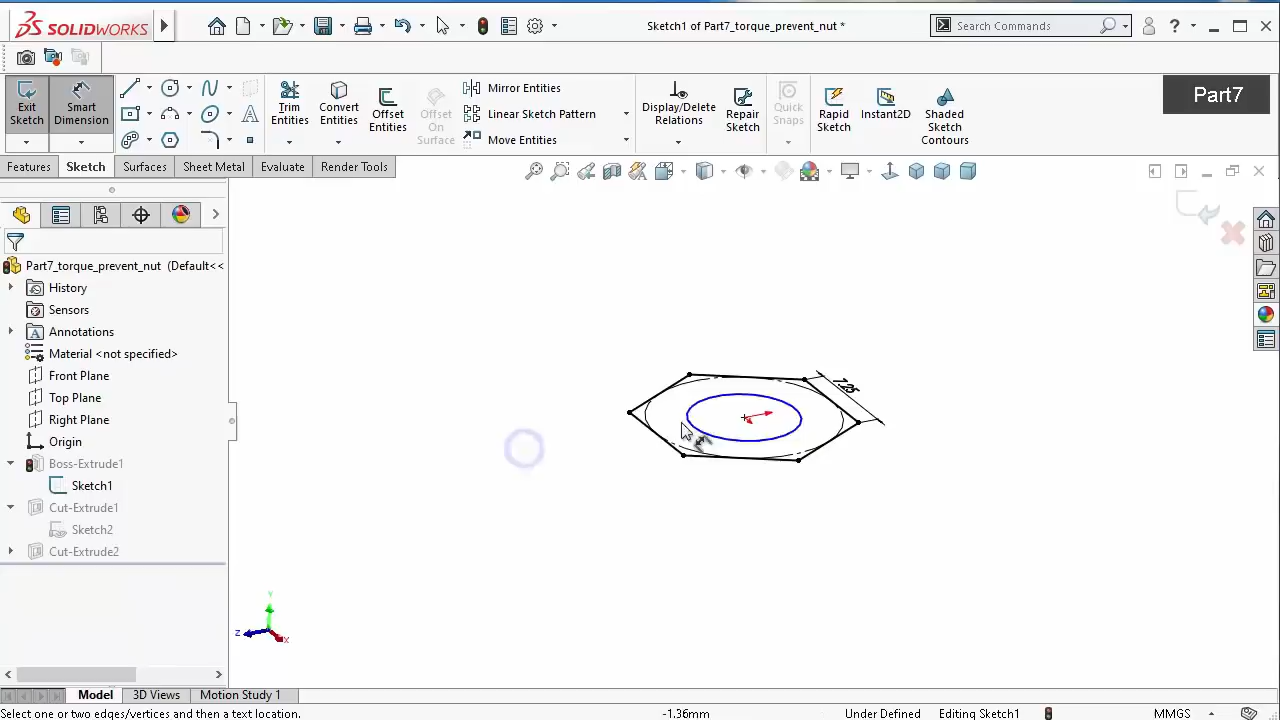 SOLIDWORKS
Sketch1 of Part7_torque_prevent_nut *
Search Commands
?
Exit Sketch
Smart Dimension
Trim Entities
Convert Entities
Offset Entities
Offset On Surface
Mirror Entities
Linear Sketch Pattern
Move Entities
Display/Delete Relations
Repair Sketch
Quick Snaps
Rapid Sketch
Instant2D
Shaded Sketch Contours
Part7
Features
Sketch
Surfaces
Sheet Metal
Evaluate
Render Tools
Part7_torque_prevent_nut (Default<<
History
Sensors
Annotations
Material <not specified>
Front Plane
Top Plane
Right Plane
Origin
Boss-Extrude1
Sketch1
Cut-Extrude1
Sketch2
Cut-Extrude2
Y
Z
X
Model
3D Views
Motion Study 1
Select one or two edges/vertices and then a text location.
-1.36mm
Under Defined
Editing Sketch1
MMGS